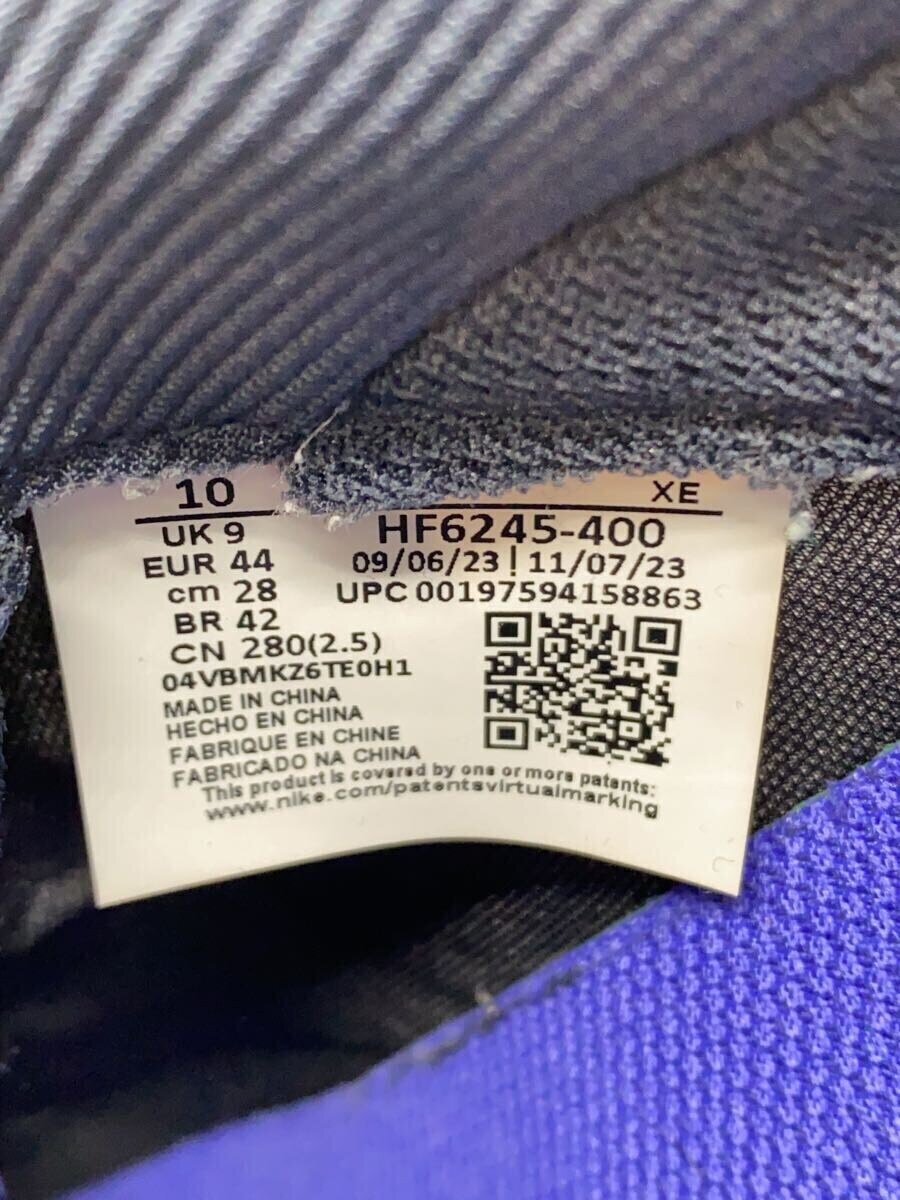 10 XE
UK 9 HF6245-400
EUR 44 09/06/23 | 11/07/23
cm 28 UPC 00197594158863
BR 42
CN 280(2.5)
04VBMKZ6TE0H1
MADE IN CHINA
HECHO EN CHINA
FABRIQUE EN CHINE
FABRICADO NA CHINA
This product is covered by one or more patents:
www.nike.com/patentsvirtualmarking